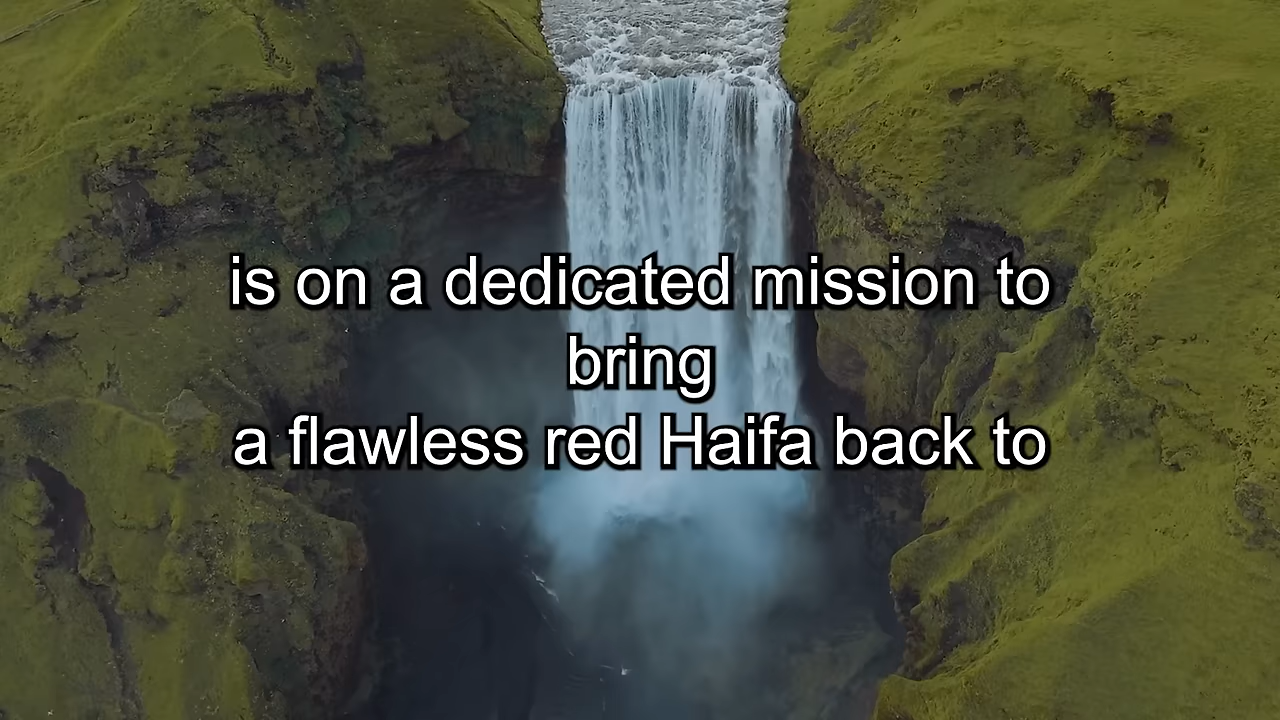 is on a dedicated mission to
bring
a flawless red Haifa back to